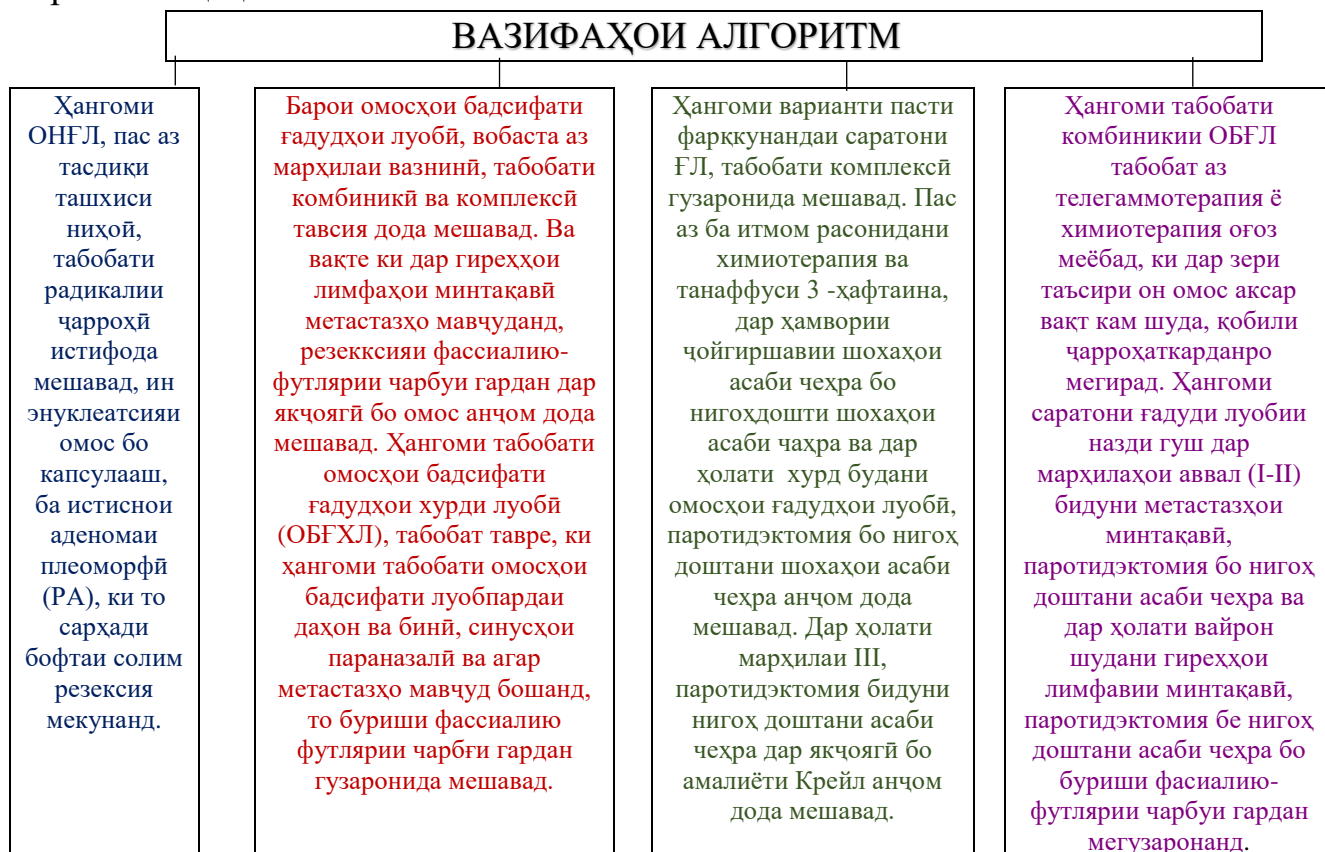 ВАЗИФАҲОИ АЛГОРИТМ
Ҳангоми
ОНҒЛ, пас аз
тасдиқи
ташхиси
ниҳоӣ,
табобати
радикалии
ҷарроҳӣ
истифода
мешавад, ин
энуклеатсияи
омос бо
капсулааш,
ба истиснои
аденомаи
плеоморфӣ
(РА), ки то
сарҳади
бофтаи солим
резексия
мекунанд.
Барои омосҳои бадсифати
ғадудҳои луобӣ, вобаста аз
марҳилаи вазнинӣ, табобати
комбиникӣ ва комплексӣ
тавсия дода мешавад. Ва
вақте ки дар гиреҳҳои
лимфаҳои минтақавӣ
метастазҳо мавҷуданд,
резекксияи фассиалию-
футлярии чарбуи гардан дар
якҷоягӣ бо омос анҷом дода
мешавад. Ҳангоми табобати
омосҳои бадсифати
ғадудҳои хурди луобӣ
(ОБҒХЛ), табобат тавре, ки
ҳангоми табобати омосҳои
бадсифати луобпардаи
даҳон ва бинӣ, синусҳои
параназалӣ ва агар
метастазҳо мавҷуд бошанд,
то буриши фассиалию
футлярии чарбғи гардан
гузаронида мешавад.
Ҳангоми варианти пасти
фарқкунандаи саратони
ҒЛ, табобати комплексӣ
гузаронида мешавад. Пас
аз ба итмом расонидани
химиотерапия ва
танаффуси 3 -ҳафтаина,
дар ҳамвории
ҷойгиршавии шохаҳои
асаби чеҳра бо
нигоҳдошти шохаҳои
асаби чаҳра ва дар
ҳолати хурд будани
омосҳои ғадудҳои луобӣ,
паротидэктомия бо нигоҳ
доштани шохаҳои асаби
чеҳра анҷом дода
мешавад. Дар ҳолати
марҳилаи III,
паротидэктомия бидуни
нигоҳ доштани асаби
чеҳра дар якҷоягӣ бо
амалиёти Крейл анҷом
дода мешавад.
Ҳангоми табобати
комбиникии ОБҒЛ
табобат аз
телегаммотерапия ё
химиотерапия оғоз
меёбад, ки дар зери
таъсири он омос аксар
вақт кам шуда, қобили
ҷарроҳаткарданро
мегирад. Ҳангоми
саратони ғадуди луобии
назди гуш дар
марҳилаҳои аввал (I-II)
бидуни метастазҳои
минтақавӣ,
паротидэктомия бо нигоҳ
доштани асаби чеҳра ва
дар ҳолати вайрон
шудани гиреҳҳои
лимфавии минтақавӣ,
паротидэктомия бе нигоҳ
доштани асаби чеҳра бо
буриши фасиалию-
футлярии чарбуи гардан
мегузаронанд.